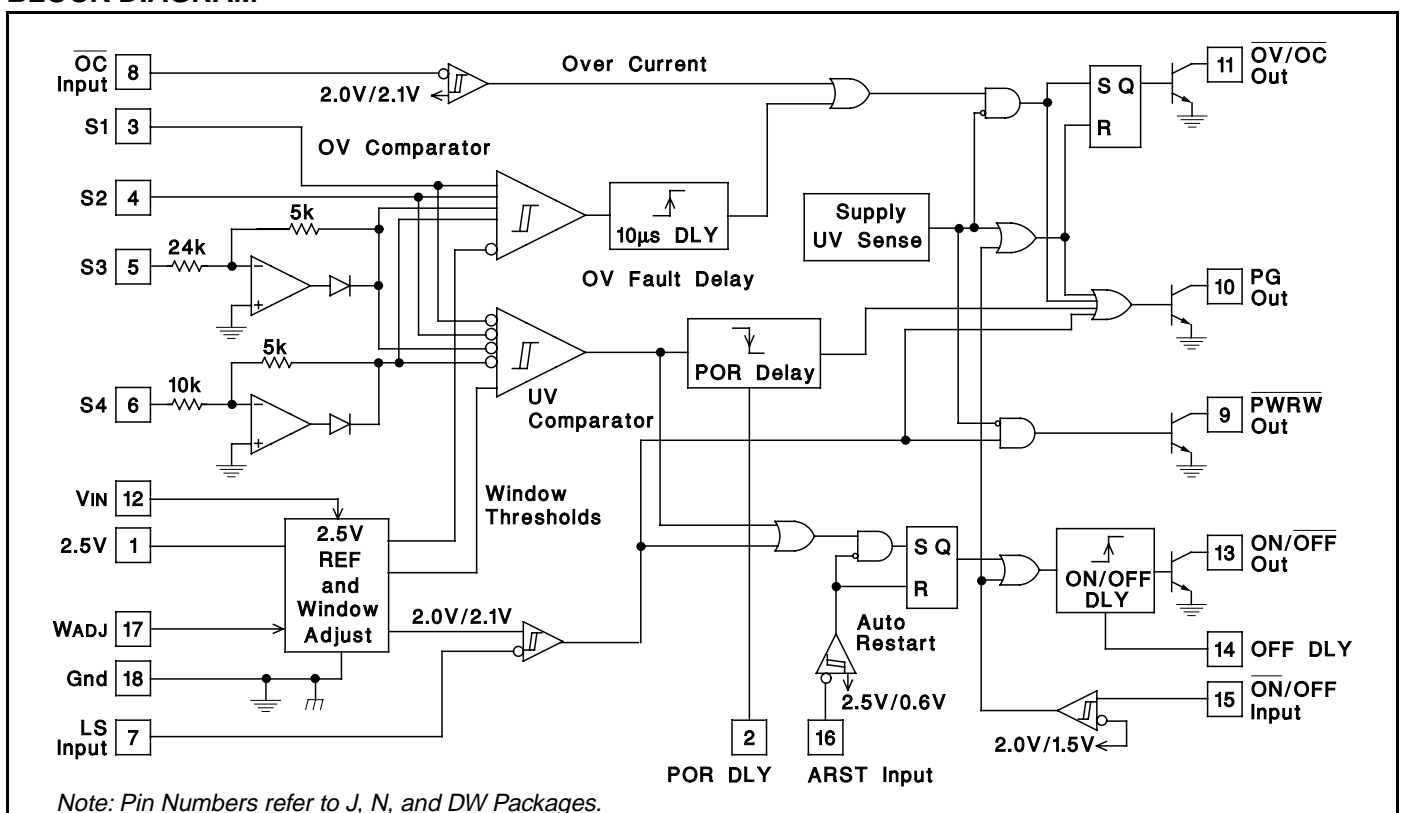 BLOCK DIAGRAM
OC
Input
8
2.0V/2.1V
Over Current
S1
3
OV Comparator
S2
4
5k
24k
S3
5
–
+
10µs DLY
OV Fault Delay
5k
10k
S4
6
–
+
UV
Comparator
POR Delay
Supply
UV Sense
S Q
R
11
OV/OC
Out
10
PG
Out
9
PWRW
Out
VIN
12
2.5V
1
2.5V
REF
and
Window
Adjust
Window
Thresholds
WADJ
17
Gnd
18
LS
Input
7
2.0V/2.1V
S Q
R
Auto
Restart
2.5V/0.6V
ON/OFF
DLY
13
ON/OFF
Out
14
OFF DLY
15
ON/OFF
Input
2.0V/1.5V
2
POR DLY
16
ARST Input
Note: Pin Numbers refer to J, N, and DW Packages.